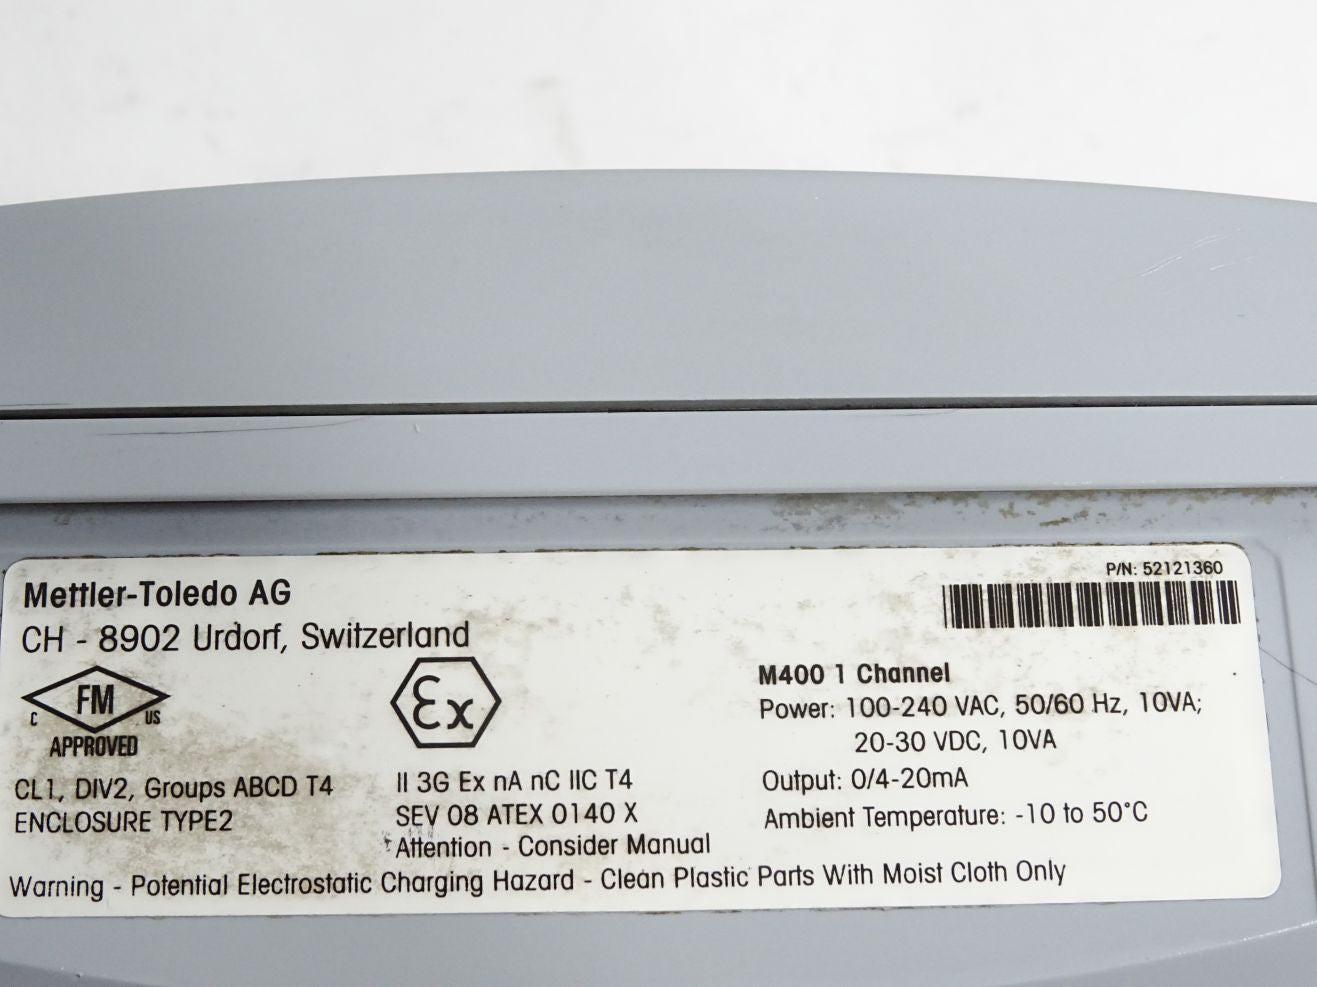 P/N: 52121360
Mettler-Toledo AG
CH - 8902 Urdorf, Switzerland
FM
C US
APPROVED
CL1, DIV2, Groups ABCD T4
ENCLOSURE TYPE2
Ex
II 3G Ex nA nC IIC T4
SEV 08 ATEX 0140 X
Attention - Consider Manual
M400 1 Channel
Power: 100-240 VAC, 50/60 Hz, 10VA;
20-30 VDC, 10VA
Output: 0/4-20mA
Ambient Temperature: -10 to 50°C
Warning - Potential Electrostatic Charging Hazard - Clean Plastic Parts With Moist Cloth Only